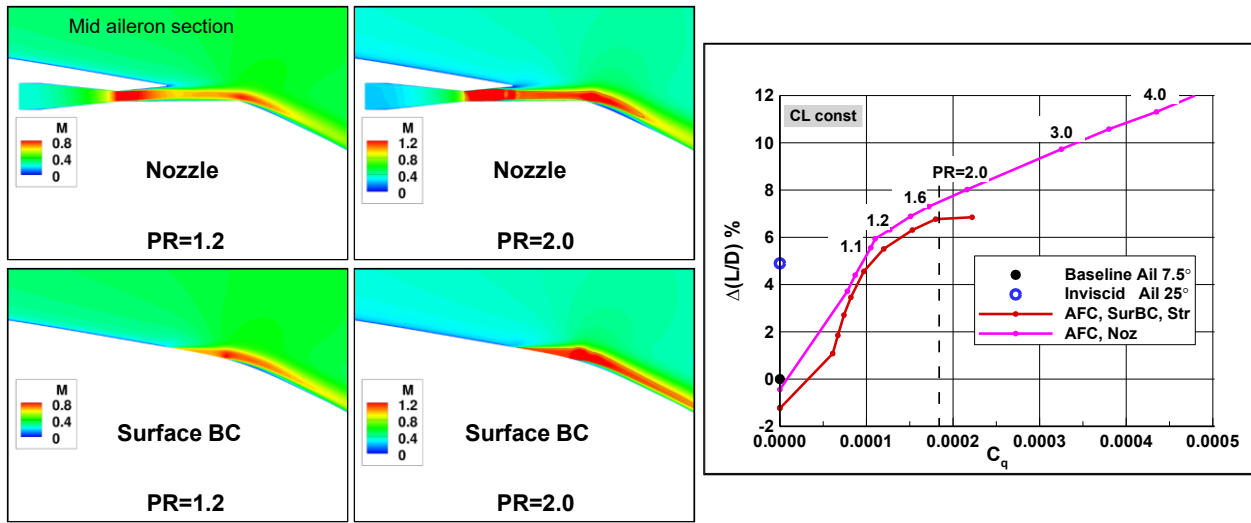 Mid aileron section
M
0.8
0.4
0
Nozzle
PR=1.2
M
1.2
0.8
0.4
0
Nozzle
PR=2.0
M
0.8
0.4
0
Surface BC
PR=1.2
M
1.2
0.8
0.4
0
Surface BC
PR=2.0
CL const
Δ(L/D) %
12
10
8
6
4
2
0
-2
4.0
3.0
PR=2.0
1.6
1.2
1.1
Baseline Ail 7.5°
Inviscid Ail 25°
AFC, SurBC, Str
AFC, Noz
0.0000 0.0001 0.0002 0.0003 0.0004 0.0005
Cq